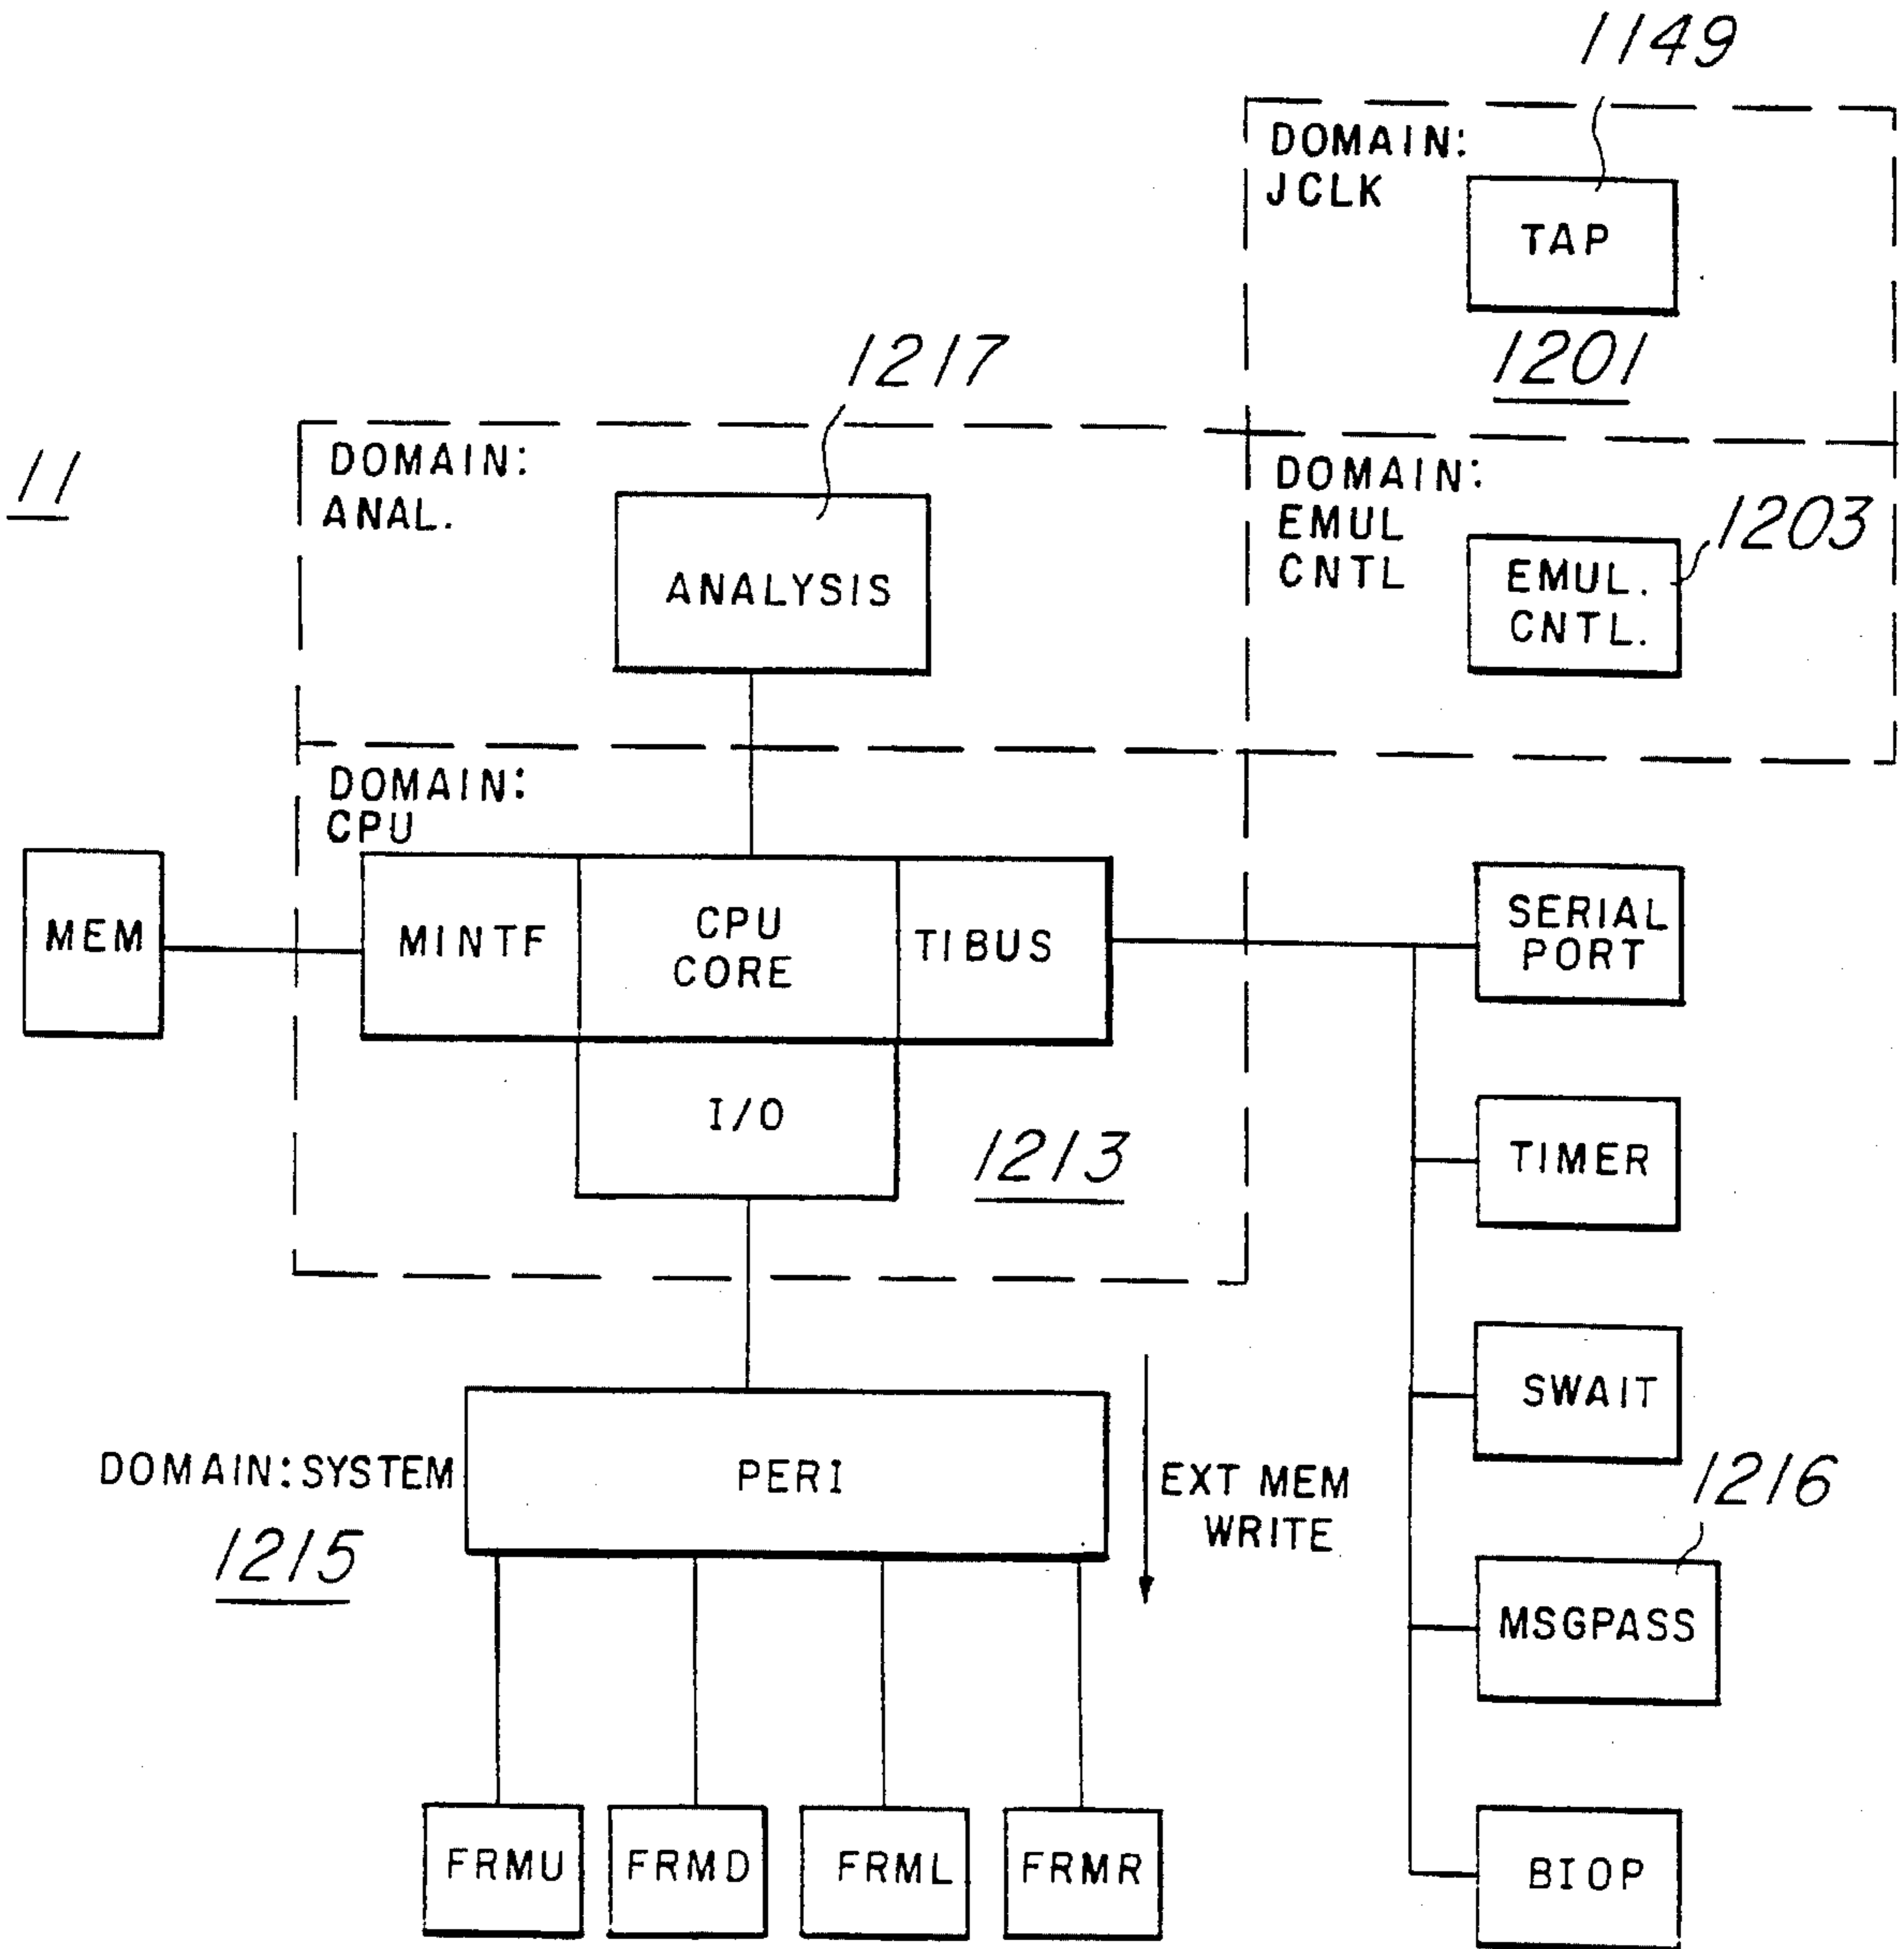 1149
DOMAIN:
JCLK
TAP
1201
1217
11
DOMAIN:
ANAL.
ANALYSIS
DOMAIN:
EMUL
CNTL
1203
EMUL.
CNTL.
DOMAIN:
CPU
MEM
MINTF
CPU
CORE
TIBUS
SERIAL
PORT
I/O
1213
TIMER
SWAIT
DOMAIN:SYSTEM
1215
PERI
EXT MEM
WRITE
1216
MSGPASS
FRMU
FRMD
FRML
FRMR
BIOP